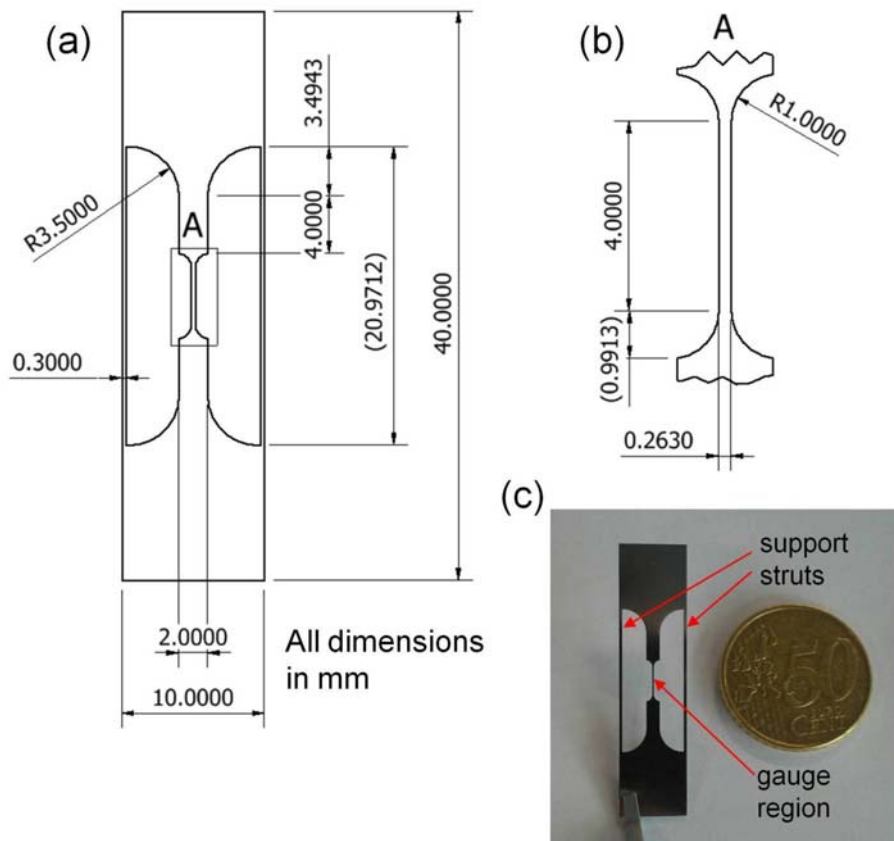 (a)
3.4943
R3.5000
A
4.0000
(20.9712)
40.0000
0.3000
2.0000
10.0000
All dimensions
in mm
(b)
A
R1.0000
4.0000
(0.9913)
0.2630
(c)
support
struts
50
gauge
region